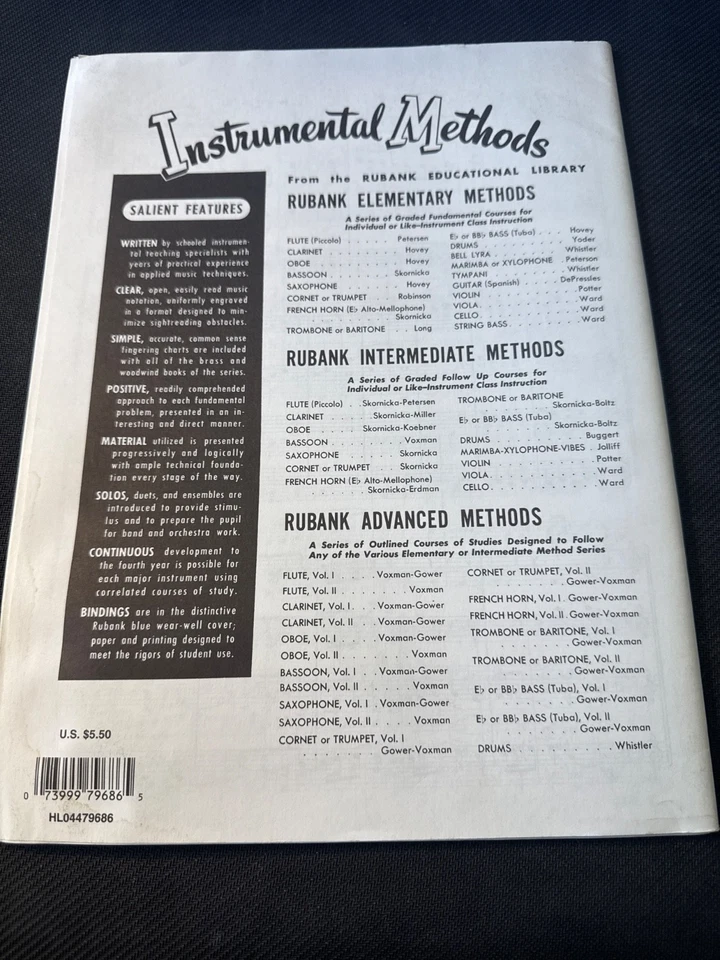 Instrumental Methods
From the RUBANK EDUCATIONAL LIBRARY
SALIENT FEATURES
WRITTEN by schooled instrumen-
tal teaching specialists with
years of practical experience
in applied music techniques.
CLEAR, open, easily read music
notation, uniformly engraved
in a format designed to min-
imize sightreading obstacles.
SIMPLE, accurate, common sense
fingering charts are included
with all of the brass and
woodwind books of the series.
POSITIVE, readily comprehended
approach to each fundamental
problem, presented in an in-
teresting and direct manner.
MATERIAL utilized is presented
progressively and logically
with ample technical founda-
tion every stage of the way.
SOLOS, duets, and ensembles are
introduced to provide stimu-
lus and to prepare the pupil
for band and orchestra work.
CONTINUOUS development to
the fourth year is possible for
each major instrument using
correlated courses of study.
BINDINGS are in the distinctive
Rubank blue wear-well cover;
paper and printing designed to
meet the rigors of student use.
RUBANK ELEMENTARY METHODS
A Series of Graded Fundamental Courses for
Individual or Like-Instrument Class Instruction
FLUTE (Piccolo) . . . . . . Petersen
CLARINET . . . . . . . . Hovey
OBOE . . . . . . . . . Hovey
BASSOON . . . . . . . Skornicka
SAXOPHONE . . . . . . . Hovey
CORNET or TRUMPET . . . . Robinson
FRENCH HORN (E♭ Alto-Mellophone)
. . . . . . . . . Skornicka
TROMBONE or BARITONE . . . Long
E♭ or BB♭ BASS (Tuba) . . . Hovey
DRUMS . . . . . . . . . Yoder
BELL LYRA . . . . . . . Whistler
MARIMBA or XYLOPHONE . Peterson
TYMPANI . . . . . . . . Whistler
GUITAR (Spanish) . . . . DePressles
VIOLIN . . . . . . . . . Potter
VIOLA . . . . . . . . . Ward
CELLO . . . . . . . . . Ward
STRING BASS . . . . . . . Ward
RUBANK INTERMEDIATE METHODS
A Series of Graded Follow Up Courses for
Individual or Like-Instrument Class Instruction
FLUTE (Piccolo) . . Skornicka-Petersen
CLARINET . . . . . Skornicka-Miller
OBOE . . . . . . Skornicka-Koebner
BASSOON . . . . . . . . Voxman
SAXOPHONE . . . . . . Skornicka
CORNET or TRUMPET . . . Skornicka
FRENCH HORN (E♭ Alto-Mellophone)
. . . . . . Skornicka-Erdman
TROMBONE or BARITONE
. . . . . . . . Skornicka-Boltz
E♭ or BB♭ BASS (Tuba)
. . . . . . . . Skornicka-Boltz
DRUMS . . . . . . . . . Buggert
MARIMBA-XYLOPHONE-VIBES . Jolliff
VIOLIN . . . . . . . . . Potter
VIOLA . . . . . . . . . Ward
CELLO . . . . . . . . . Ward
RUBANK ADVANCED METHODS
A Series of Outlined Courses of Studies Designed to Follow
Any of the Various Elementary or Intermediate Method Series
FLUTE, Vol. I . . . . Voxman-Gower
FLUTE, Vol. II . . . . . . Voxman
CLARINET, Vol. I . . . Voxman-Gower
CLARINET, Vol. II . . . . . Voxman
OBOE, Vol. I . . . . Voxman-Gower
OBOE, Vol. II . . . . . . Voxman
BASSOON, Vol. I . . . Voxman-Gower
BASSOON, Vol. II . . . . . Voxman
SAXOPHONE, Vol. I . Voxman-Gower
SAXOPHONE, Vol. II . . . . Voxman
CORNET or TRUMPET, Vol. I
. . . . . . . . Gower-Voxman
CORNET or TRUMPET, Vol. II
. . . . . . . . Gower-Voxman
FRENCH HORN, Vol. I . Gower-Voxman
FRENCH HORN, Vol. II . Gower-Voxman
TROMBONE or BARITONE, Vol. I
. . . . . . . . Gower-Voxman
TROMBONE or BARITONE, Vol. II
. . . . . . . . Gower-Voxman
E♭ or BB♭ BASS (Tuba), Vol. I
. . . . . . . . Gower-Voxman
E♭ or BB♭ BASS (Tuba), Vol. II
. . . . . . . . Gower-Voxman
DRUMS . . . . . . . . . Whistler
U.S. $5.50
0 73999 79686 5
HL04479686